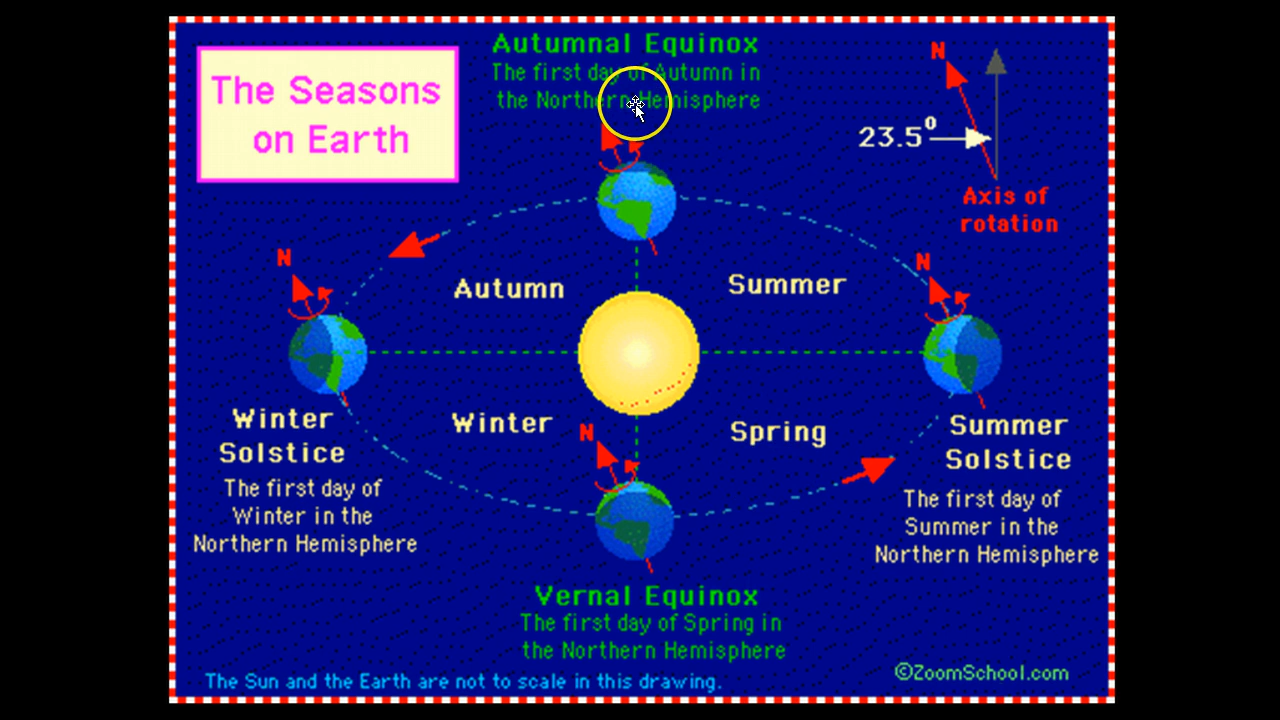 The Seasons
on Earth
Autumnal Equinox
The first day of Autumn in
the Northern Hemisphere
N
23.5°
Axis of
rotation
N
N
Autumn
Summer
Winter
Solstice
The first day of
Winter in the
Northern Hemisphere
Winter
N
Spring
Summer
Solstice
The first day of
Summer in the
Northern Hemisphere
Vernal Equinox
The first day of Spring in
the Northern Hemisphere
The Sun and the Earth are not to scale in this drawing.
©ZoomSchool.com